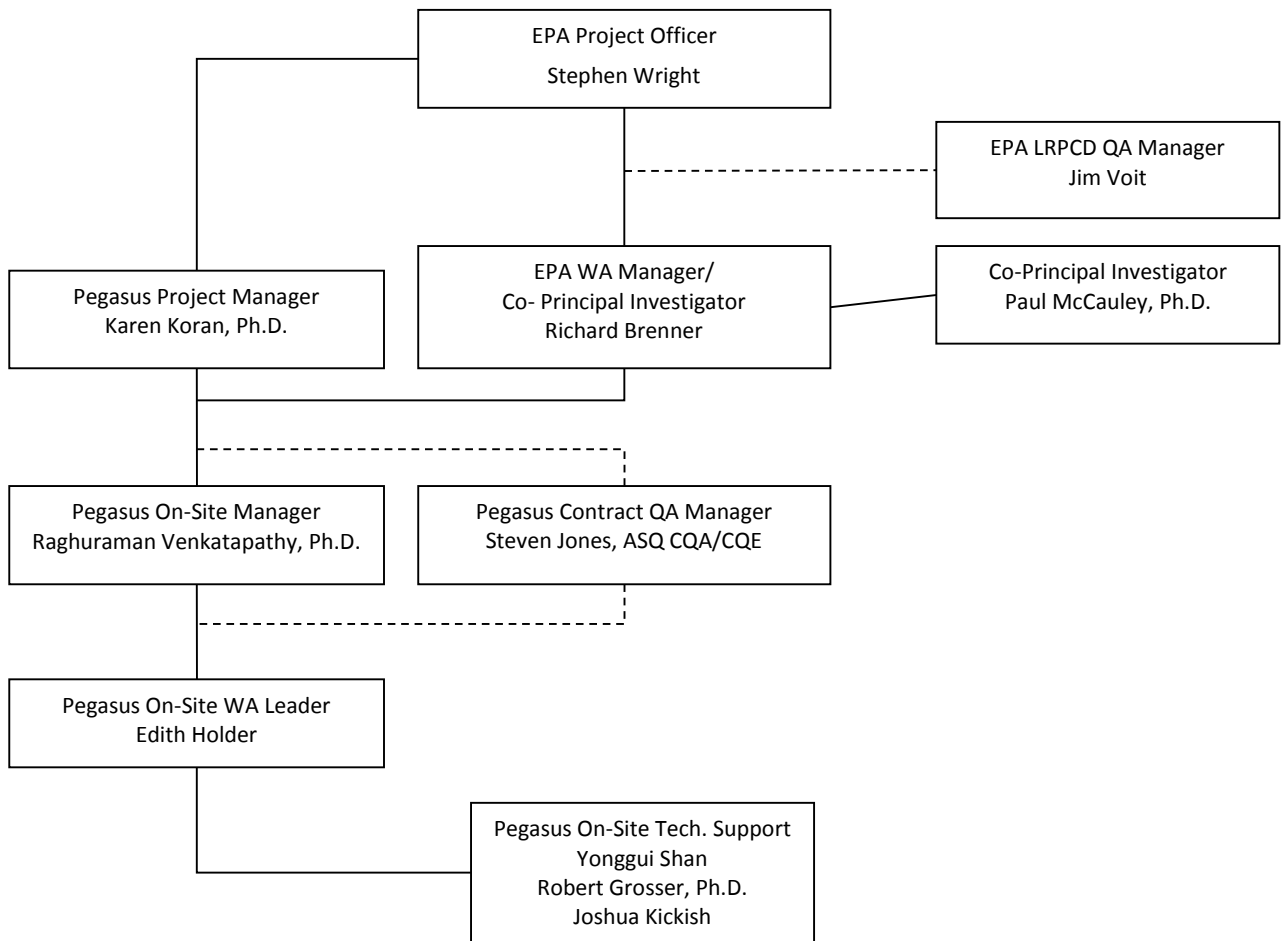 EPA Project Officer
Stephen Wright
EPA LRPCD QA Manager
Jim Voit
Pegasus Project Manager
Karen Koran, Ph.D.
EPA WA Manager/
Co- Principal Investigator
Richard Brenner
Co-Principal Investigator
Paul McCauley, Ph.D.
Pegasus On-Site Manager
Raghuraman Venkatapathy, Ph.D.
Pegasus Contract QA Manager
Steven Jones, ASQ CQA/CQE
Pegasus On-Site WA Leader
Edith Holder
Pegasus On-Site Tech. Support
Yonggui Shan
Robert Grosser, Ph.D.
Joshua Kickish